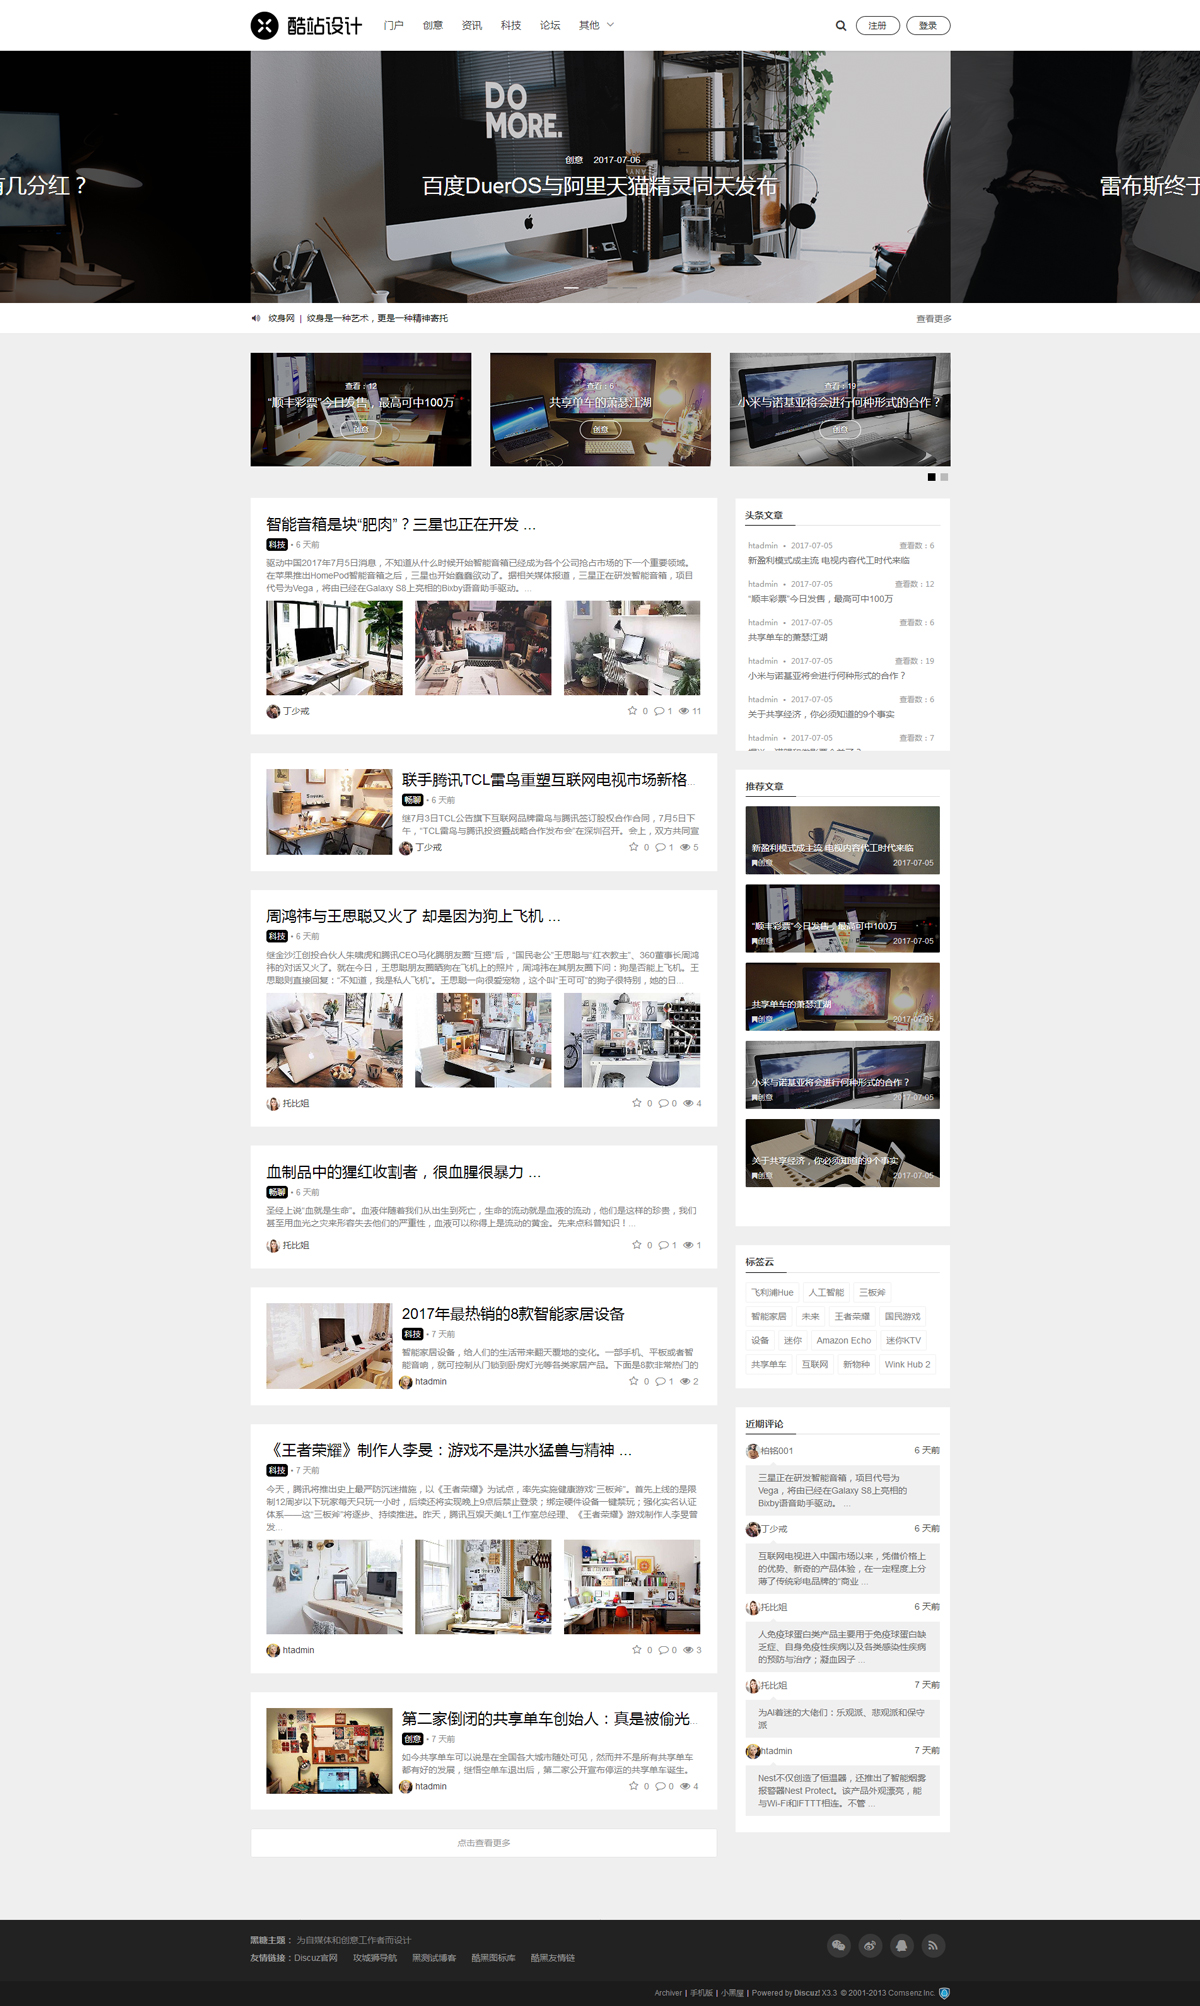 酷站设计 门户 创意 资讯 科技 论坛 其他 注册 登录
DO MORE.
创意 2017-07-06
有几分红？
百度DuerOS与阿里天猫精灵同天发布
雷布斯终于
纹身网 | 纹身是一种艺术，更是一种精神寄托 查看更多
查看：12
“顺丰彩票”今日发售，最高可中100万
创意
查看：6
共享单车的萧瑟江湖
创意
查看：19
小米与诺基亚将会进行何种形式的合作？
创意
智能音箱是块“肥肉”？三星也正在开发 ...
科技 • 6 天前
驱动中国2017年7月5日消息，不知道从什么时候开始智能音箱已经成为各个公司抢占市场的下一个重要领域。
在苹果推出HomePod智能音箱之后，三星也开始蠢蠢欲动了。据相关媒体报道，三星正在研发智能音箱，项目
代号为Vega，将由已经在Galaxy S8上亮相的Bixby语音助手驱动。 ...
丁少戒 0 1 11
联手腾讯TCL雷鸟重塑互联网电视市场新格...
畅聊 • 6 天前
继7月3日TCL公告旗下互联网品牌雷鸟与腾讯签订股权合作合同，7月5日下
午，“TCL雷鸟与腾讯投资暨战略合作发布会”在深圳召开。会上，双方共同宣
丁少戒 0 1 5
周鸿祎与王思聪又火了 却是因为狗上飞机 ...
科技 • 6 天前
继金沙江创投合伙人朱啸虎和腾讯CEO马化腾朋友圈“互掐”后，“国民老公”王思聪与“红衣教主”、360董事长周鸿
祎的对话又火了。就在今日，王思聪朋友圈晒狗在飞机上的照片，周鸿祎在其朋友圈下问：狗是否能上飞机。王
思聪则直接回复：“不知道，我是私人飞机”。王思聪一向很爱宠物，这个叫“王可可”的狗子很特别，她的日...
托比姐 0 0 4
血制品中的猩红收割者，很血腥很暴力 ...
畅聊 • 6 天前
圣经上说“血就是生命”。血液伴随着我们从出生到死亡，生命的流动就是血液的流动，他们是这样的珍贵，我们
甚至用血光之灾来形容失去他们的严重性，血液可以称得上是流动的黄金。先来点科普知识！...
托比姐 0 1 1
2017年最热销的8款智能家居设备
科技 • 7 天前
智能家居设备，给人们的生活带来翻天覆地的变化。一部手机、平板或者智
能音响，就可控制从门锁到卧房灯光等各类家居产品。下面是8款非常热门的
htadmin 0 1 2
《王者荣耀》制作人李旻：游戏不是洪水猛兽与精神 ...
科技 • 7 天前
今天，腾讯将推出史上最严防沉迷措施，以《王者荣耀》为试点，率先实施健康游戏“三板斧”。首先上线的是限
制12周岁以下玩家每天只玩一小时，后续还将实现晚上9点后禁止登录；绑定硬件设备一键禁玩；强化实名认证
体系——这“三板斧”将逐步、持续推进。昨天，腾讯互娱天美L1工作室总经理、《王者荣耀》游戏制作人李旻曾
发...
htadmin 0 0 3
第二家倒闭的共享单车创始人：真是被偷光...
创意 • 7 天前
如今共享单车可以说是在全国各大城市随处可见，然而并不是所有共享单车
都有好的发展，继悟空单车退出后，第二家公开宣布停运的共享单车诞生。
htadmin 0 0 4
点击查看更多
头条文章
htadmin • 2017-07-05 查看数：6
新盈利模式成主流 电视内容代工时代来临
htadmin • 2017-07-05 查看数：12
“顺丰彩票”今日发售，最高可中100万
htadmin • 2017-07-05 查看数：6
共享单车的萧瑟江湖
htadmin • 2017-07-05 查看数：19
小米与诺基亚将会进行何种形式的合作？
htadmin • 2017-07-05 查看数：6
关于共享经济，你必须知道的9个事实
htadmin • 2017-07-05 查看数：7
推荐文章
新盈利模式成主流 电视内容代工时代来临
创意 2017-07-05
“顺丰彩票”今日发售，最高可中100万
创意 2017-07-05
共享单车的萧瑟江湖
创意 2017-07-05
小米与诺基亚将会进行何种形式的合作？
创意 2017-07-05
关于共享经济，你必须知道的9个事实
创意 2017-07-05
标签云
飞利浦Hue 人工智能 三板斧
智能家居 未来 王者荣耀 国民游戏
设备 迷你 Amazon Echo 迷你KTV
共享单车 互联网 新物种 Wink Hub 2
近期评论
柏铭001 6 天前
三星正在研发智能音箱，项目代号为
Vega，将由已经在Galaxy S8上亮相的
Bixby语音助手驱动。 ...
丁少戒 6 天前
互联网电视进入中国市场以来，凭借价格上
的优势、新奇的产品体验，在一定程度上分
薄了传统彩电品牌的“商业 ...
托比姐 6 天前
人免疫球蛋白类产品主要用于免疫球蛋白缺
乏症、自身免疫性疾病以及各类感染性疾病
的预防与治疗；凝血因子 ...
托比姐 7 天前
为AI着迷的大佬们：乐观派、悲观派和保守
派
htadmin 7 天前
Nest不仅创造了恒温器，还推出了智能烟雾
报警器Nest Protect。该产品外观漂亮，能
与Wi-Fi和IFTTT相连。不管 ...
黑糖主题： 为自媒体和创意工作者而设计
友情链接：Discuz官网 攻城狮导航 黑测试博客 酷黑图标库 酷黑友情链
Archiver | 手机版 | 小黑屋 | Powered by Discuz! X3.3 © 2001-2013 Comsenz Inc.